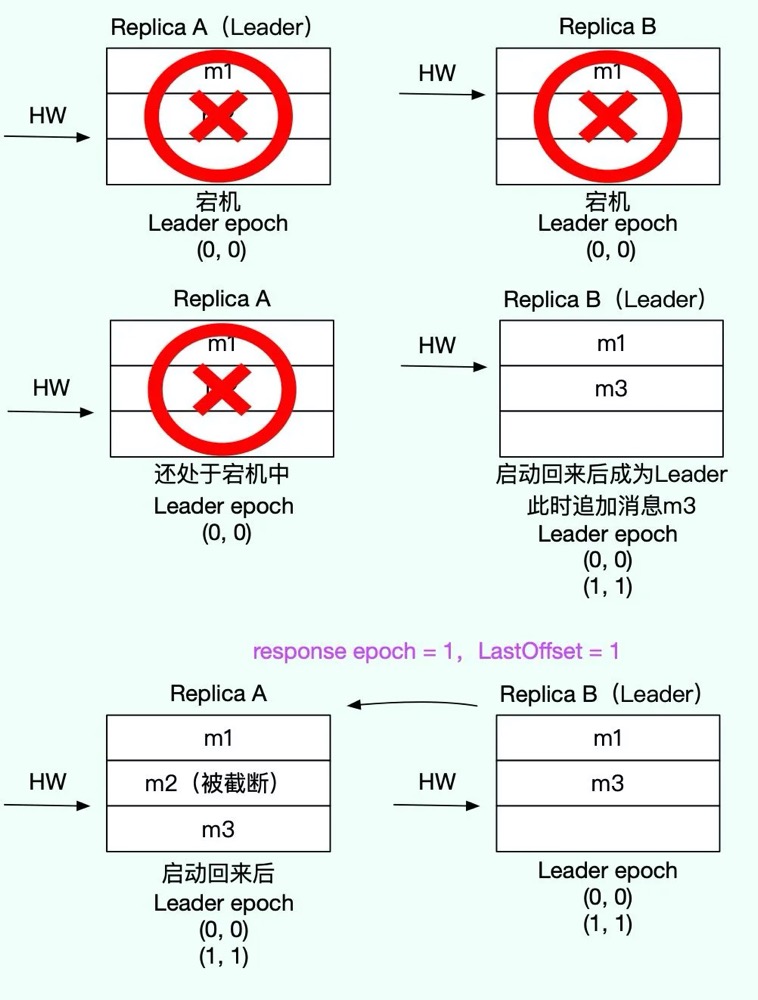 Replica A（Leader）
Replica B
HW
m1
HW
m1
宕机
Leader epoch
(0, 0)
宕机
Leader epoch
(0, 0)
Replica A
Replica B（Leader）
HW
m1
HW
m1
m3
还处于宕机中
Leader epoch
(0, 0)
启动回来后成为Leader
此时追加消息m3
Leader epoch
(0, 0)
(1, 1)
response epoch = 1，LastOffset = 1
Replica A
Replica B（Leader）
HW
m1
m2（被截断）
m3
HW
m1
m3
启动回来后
Leader epoch
(0, 0)
(1, 1)
Leader epoch
(0, 0)
(1, 1)